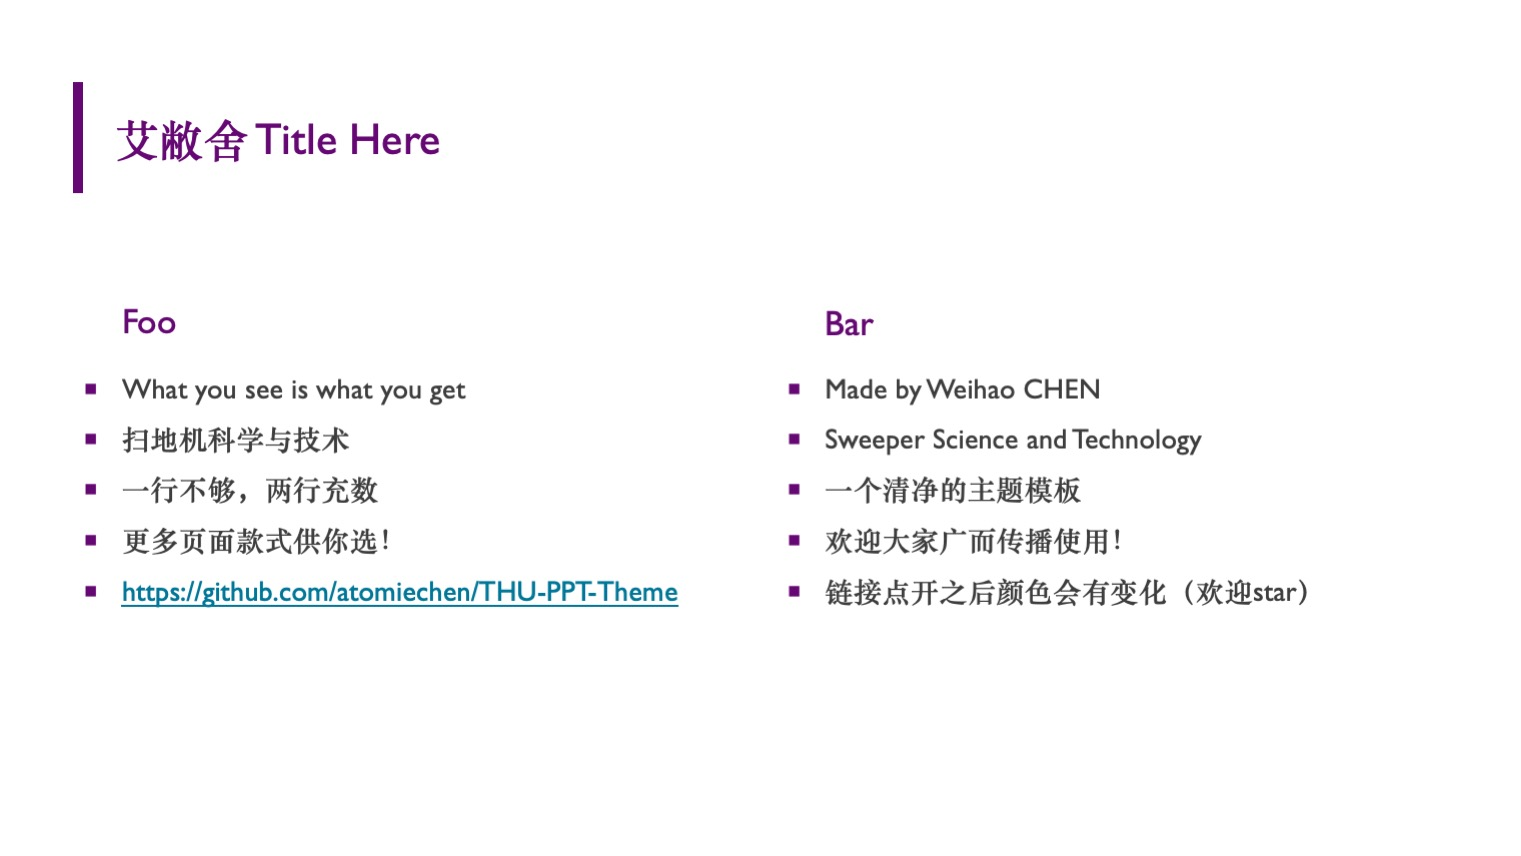 艾敝舍 Title Here
Foo
What you see is what you get
扫地机科学与技术
一行不够，两行充数
更多页面款式供你选！
https://github.com/atomiechen/THU-PPT-Theme
Bar
Made by Weihao CHEN
Sweeper Science and Technology
一个清净的主题模板
欢迎大家广而传播使用！
链接点开之后颜色会有变化（欢迎star）